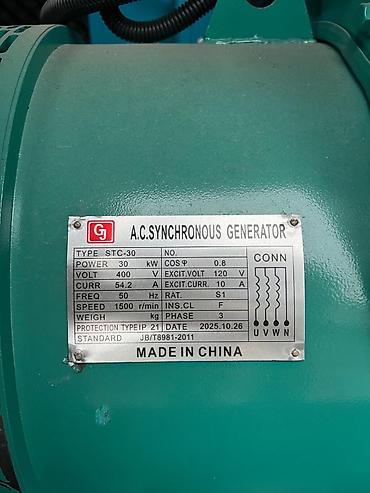 GJ A.C.SYNCHRONOUS GENERATOR
TYPE STC-30 NO.
POWER 30 kW COSΦ 0.8
VOLT 400 V EXCIT.VOLT 120 V
CURR 54.2 A EXCIT.CURR. 10 A
FREQ 50 Hz RAT. S1
SPEED 1500 r/min INS.CL F
WEIGH kg PHASE 3
PROTECTION TYPE IP 21 DATE 2025.10.26
STANDARD JB/T8981-2011
CONN
U V W N
MADE IN CHINA